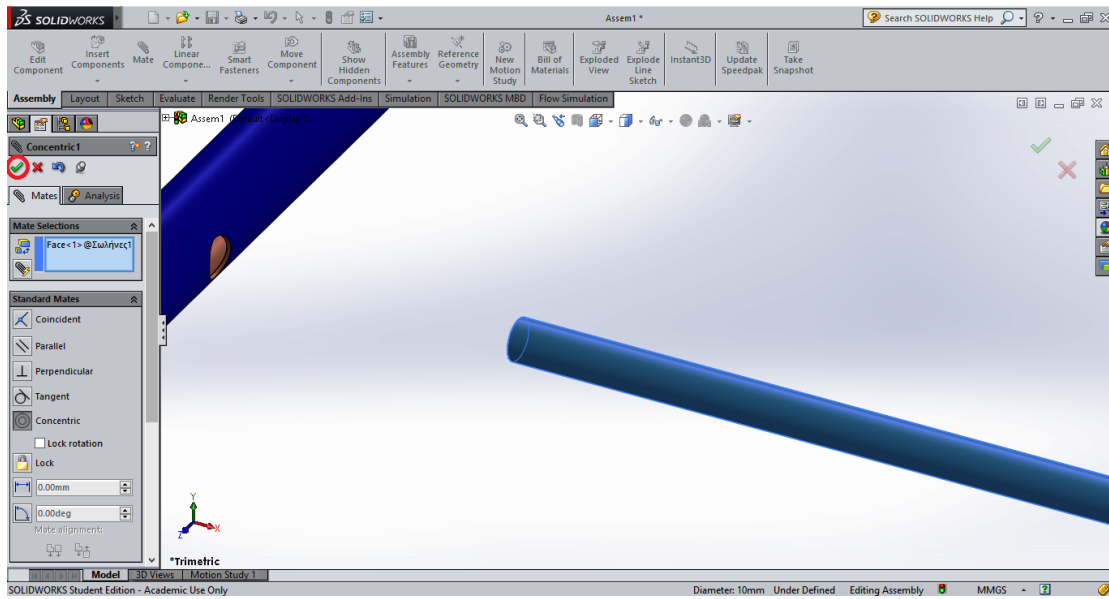 SOLIDWORKS
Assem1 *
Search SOLIDWORKS Help
Edit Component
Insert Components
Mate
Linear Compone...
Smart Fasteners
Move Component
Show Hidden Components
Assembly Features
Reference Geometry
New Motion Study
Bill of Materials
Exploded View
Explode Line Sketch
Instant3D
Update Speedpak
Take Snapshot
Assembly Layout Sketch Evaluate Render Tools SOLIDWORKS Add-Ins Simulation SOLIDWORKS MBD Flow Simulation
Assem1
Concentric1
Mates Analysis
Mate Selections
Face<1>@Σωλήνες1
Standard Mates
Coincident
Parallel
Perpendicular
Tangent
Concentric
Lock rotation
Lock
0.00mm
0.00deg
Mate alignment:
Y
X
Z
*Trimetric
Model 3D Views Motion Study 1
SOLIDWORKS Student Edition - Academic Use Only
Diameter: 10mm Under Defined Editing Assembly MMGS